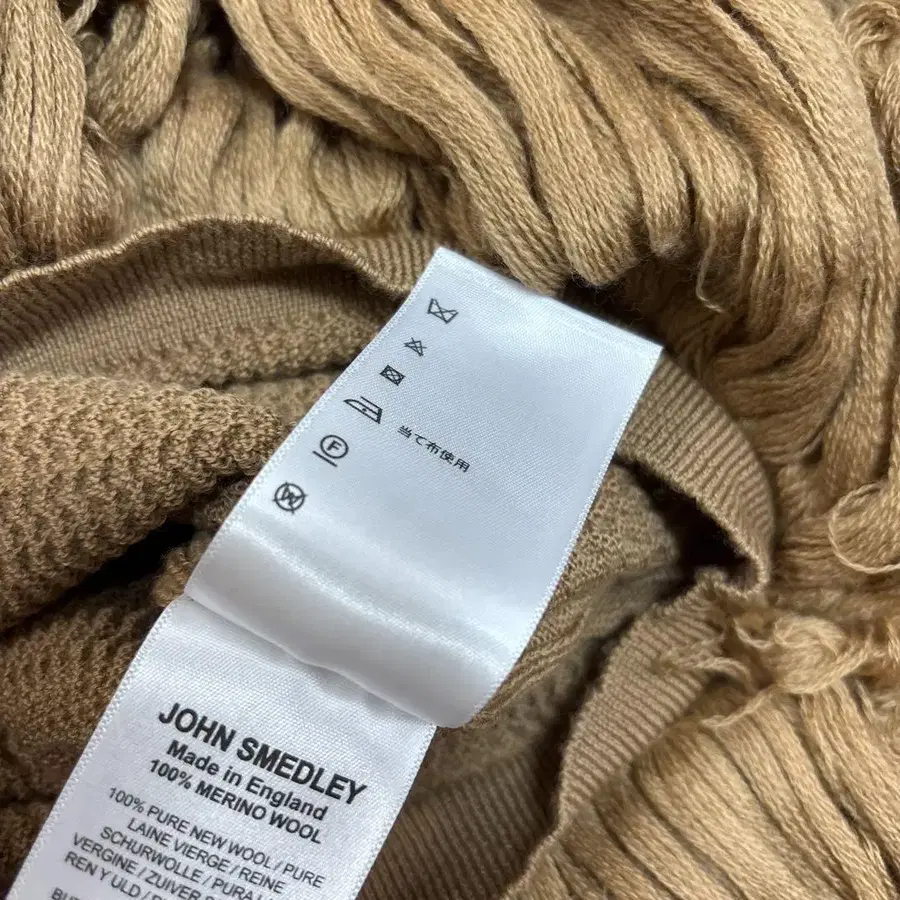 当て布使用
F
W
JOHN SMEDLEY
Made in England
100% MERINO WOOL
100% PURE NEW WOOL / PURE
LAINE VIERGE / REINE
SCHURWOLLE / PURA L
VERGINE / ZUIVER S
REN Y ULD /